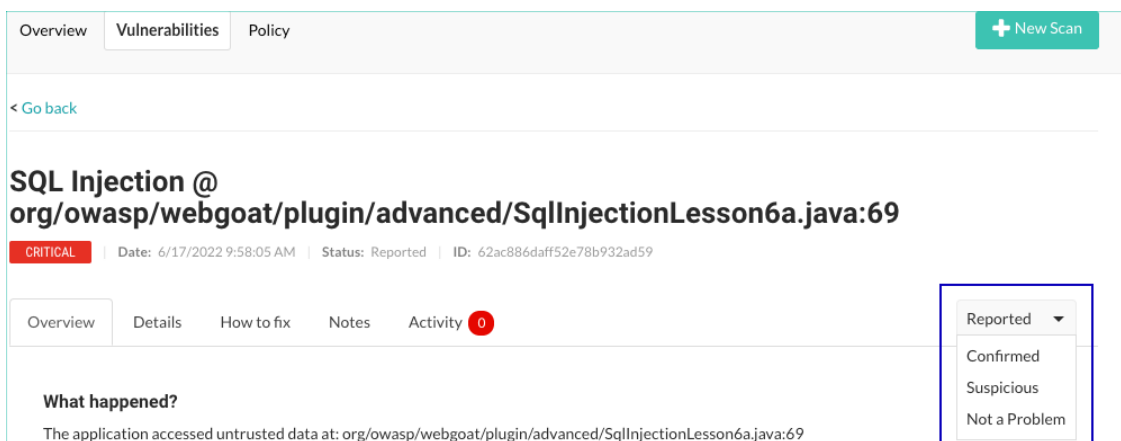 Overview Vulnerabilities Policy + New Scan
< Go back
SQL Injection @
org/owasp/webgoat/plugin/advanced/SqlInjectionLesson6a.java:69
CRITICAL | Date: 6/17/2022 9:58:05 AM | Status: Reported | ID: 62ac886daff52e78b932ad59
Overview Details How to fix Notes Activity 0 Reported
Confirmed
Suspicious
Not a Problem
What happened?
The application accessed untrusted data at: org/owasp/webgoat/plugin/advanced/SqlInjectionLesson6a.java:69